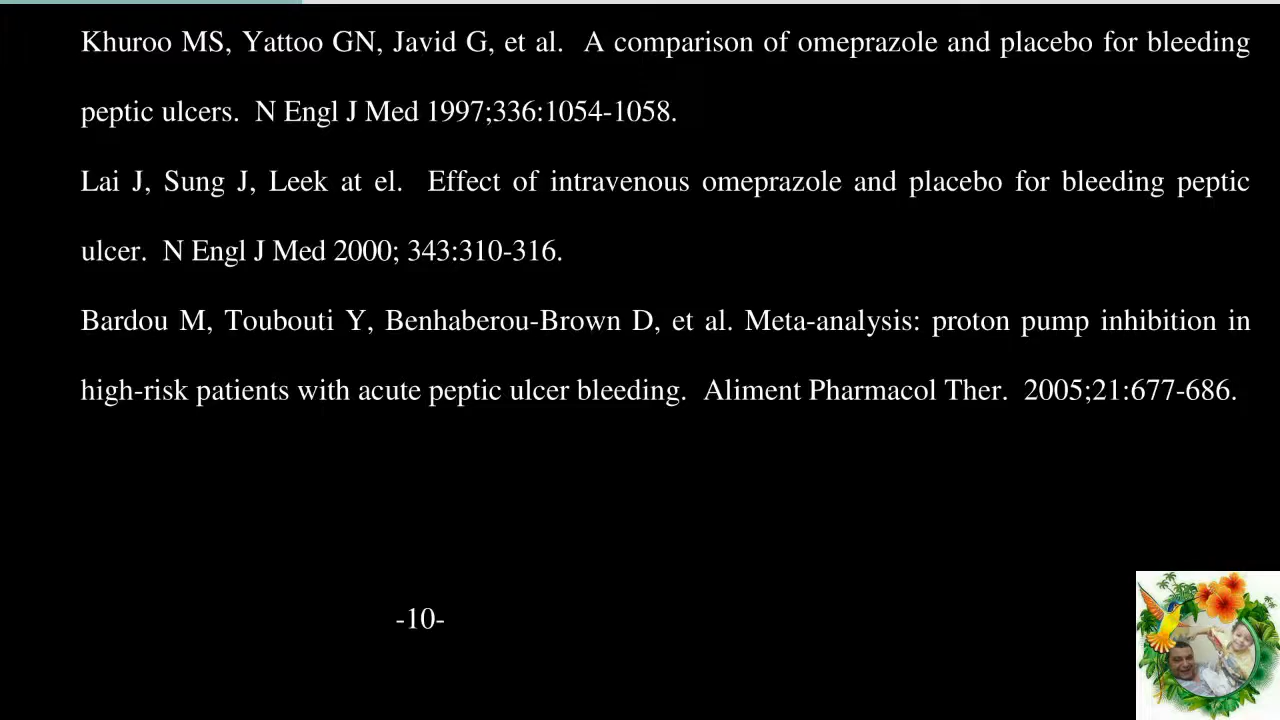 Khuroo MS, Yattoo GN, Javid G, et al. A comparison of omeprazole and placebo for bleeding
peptic ulcers. N Engl J Med 1997;336:1054-1058.
Lai J, Sung J, Leek at el. Effect of intravenous omeprazole and placebo for bleeding peptic
ulcer. N Engl J Med 2000; 343:310-316.
Bardou M, Toubouti Y, Benhaberou-Brown D, et al. Meta-analysis: proton pump inhibition in
high-risk patients with acute peptic ulcer bleeding. Aliment Pharmacol Ther. 2005;21:677-686.
-10-